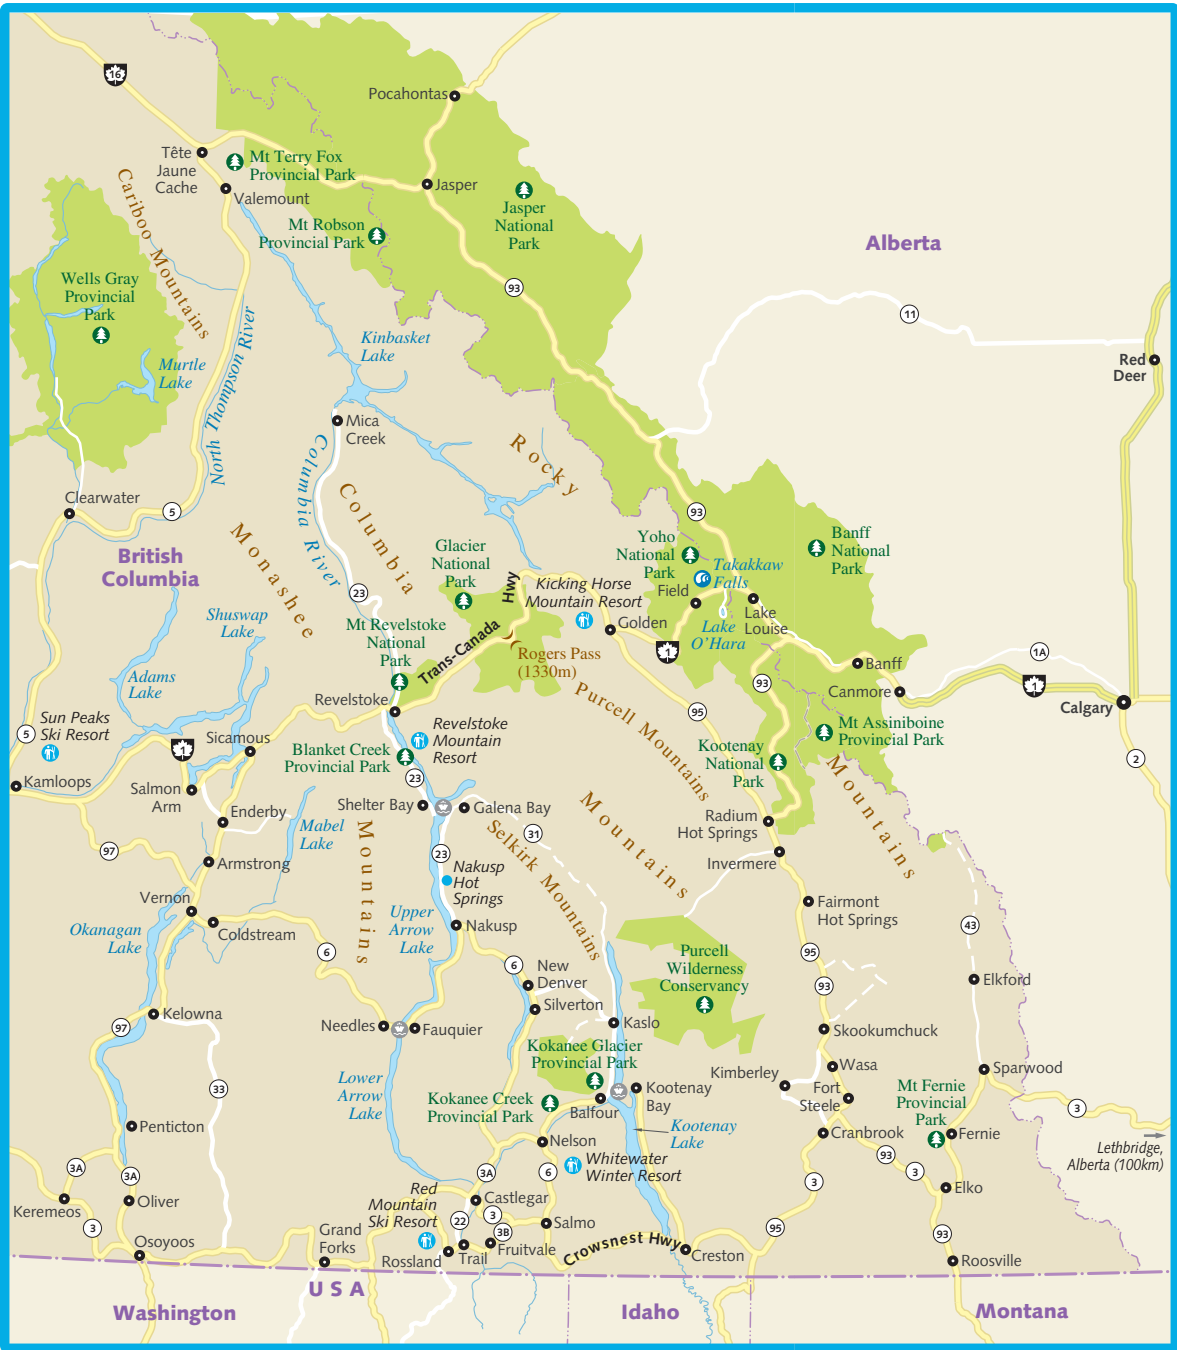 16
Pocahontas
Tête
Jaune
Cache
Mt Terry Fox
Provincial Park
Valemount
Jasper
Jasper
National
Park
Mt Robson
Provincial Park
Cariboo Mountains
Alberta
Wells Gray
Provincial
Park
93
11
Kinbasket
Lake
Murtle
Lake
North Thompson River
Red
Deer
Mica
Creek
Columbia River
Rocky
Clearwater
5
93
British
Columbia
Monashee
Columbia
Glacier
National
Park
Yoho
National
Park
Banff
National
Park
Takakkaw
Falls
Field
Hwy
Kicking Horse
Mountain Resort
23
Shuswap
Lake
Mt Revelstoke
National
Park
Trans-Canada
Golden
Lake
Louise
Lake
O'Hara
1
Rogers Pass
(1330m)
Banff
1A
Adams
Lake
Purcell Mountains
93
Canmore
1
Calgary
Revelstoke
Sun Peaks
Ski Resort
5
95
Sicamous
1
Revelstoke
Mountain
Resort
Mt Assiniboine
Provincial Park
Blanket Creek
Provincial Park
Kootenay
National
Park
2
Kamloops
23
Salmon
Arm
Mountains
Shelter Bay
Galena Bay
Enderby
Mabel
Lake
Mountains
Radium
Hot Springs
Selkirk Mountains
31
Mountains
97
23
Armstrong
Nakusp
Hot
Springs
Invermere
Vernon
Fairmont
Hot Springs
Upper
Arrow
Lake
Okanagan
Lake
Coldstream
Nakusp
43
6
6
Purcell
Wilderness
Conservancy
95
New
Denver
Elkford
93
Silverton
Kelowna
Needles
Fauquier
Kaslo
Skookumchuck
97
Kokanee Glacier
Provincial Park
Wasa
Sparwood
Kimberley
33
Lower
Arrow
Lake
Kokanee Creek
Provincial Park
Balfour
Kootenay
Bay
Fort
Steele
Mt Fernie
Provincial
Park
3
Penticton
Kootenay
Lake
Cranbrook
Fernie
Nelson
Lethbridge,
Alberta (100km)
93
3A
3A
3A
6
Whitewater
Winter Resort
3
3
Elko
Red
Mountain
Ski Resort
Castlegar
Keremeos
Oliver
3
22
3
3B
Salmo
95
93
Grand
Forks
Osoyoos
Crowsnest Hwy
Rossland
Trail
Fruitvale
Creston
Roosville
USA
Washington
Idaho
Montana